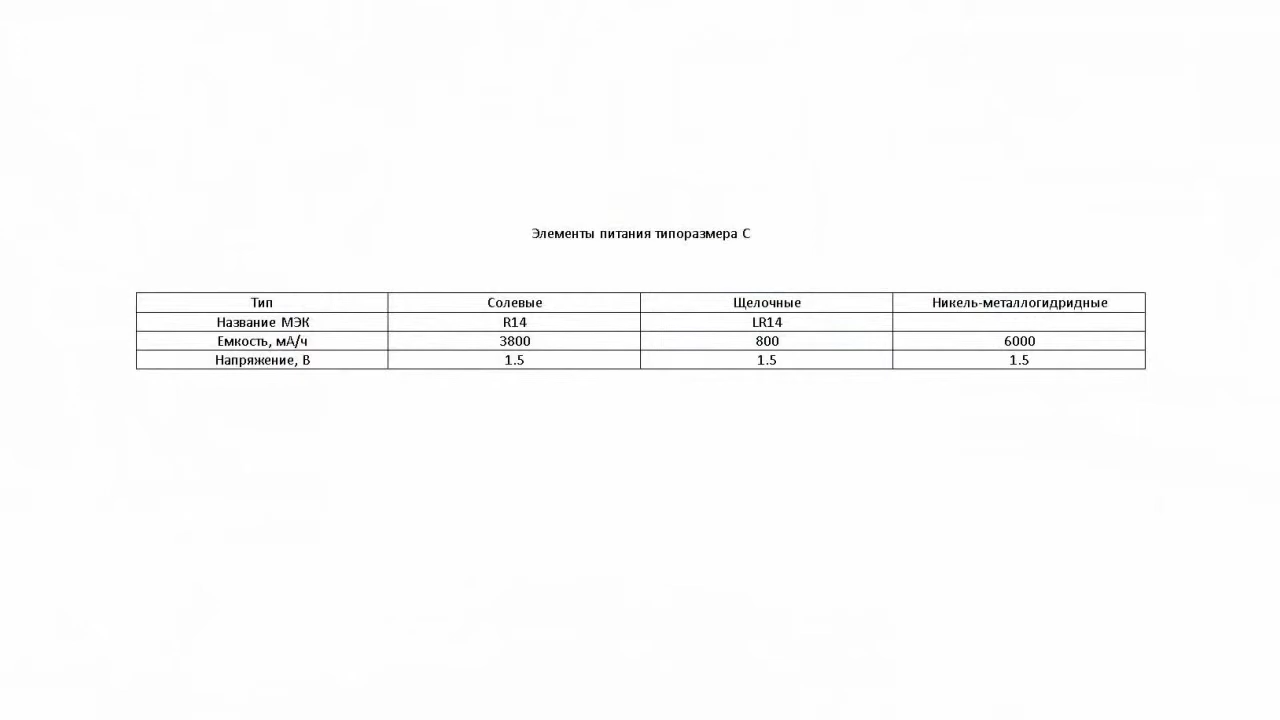 Элементы питания типоразмера С
Тип Солевые Щелочные Никель-металлогидридные
Название МЭК R14 LR14
Емкость, мА/ч 3800 800 6000
Напряжение, В 1.5 1.5 1.5